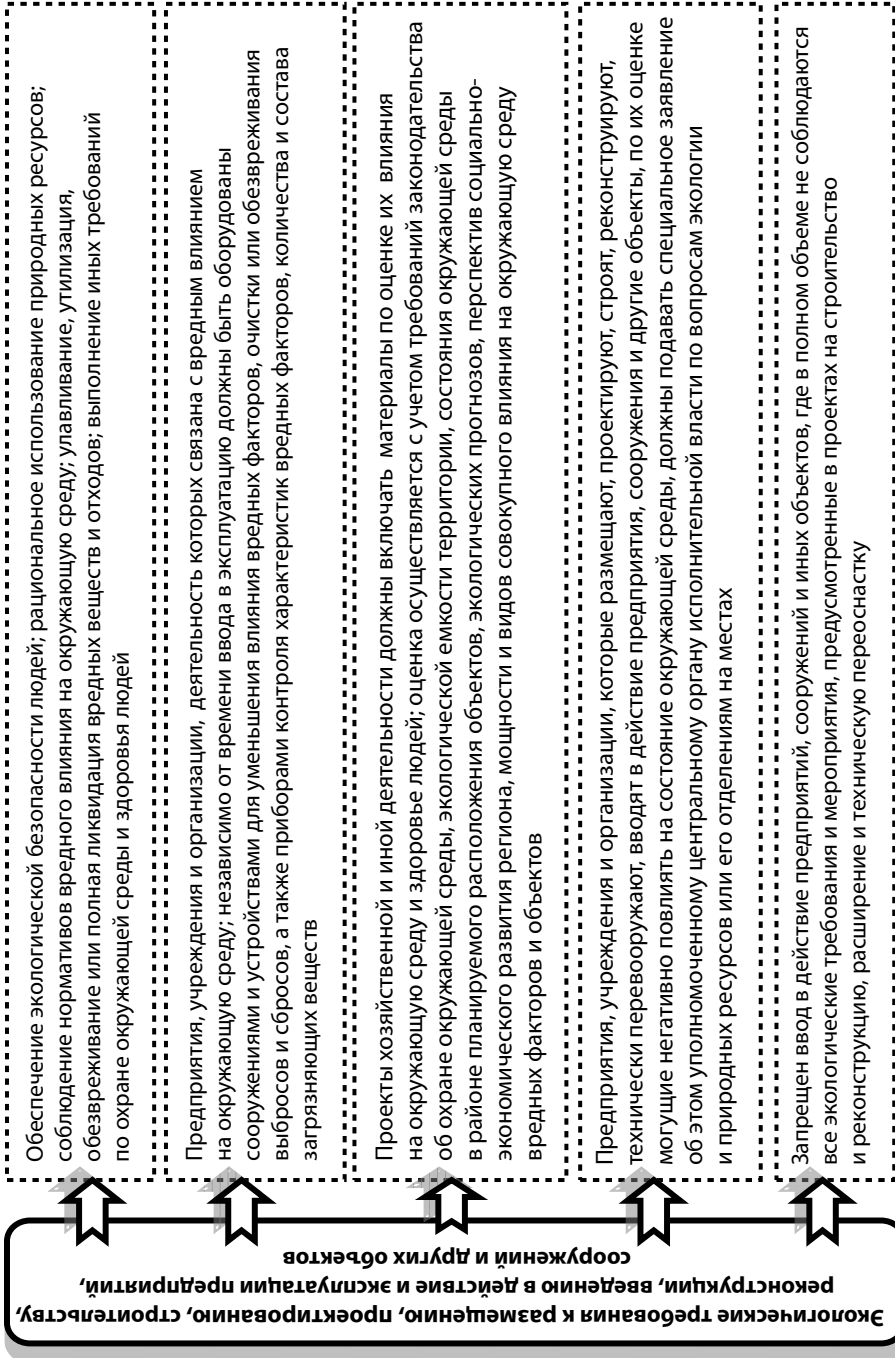 Экологические требования к размещению, проектированию, строительству,
реконструкции, введению в действие и эксплуатации предприятий,
сооружений и других объектов
Обеспечение экологической безопасности людей; рациональное использование природных ресурсов;
соблюдение нормативов вредного влияния на окружающую среду; улавливание, утилизация,
обезвреживание или полная ликвидация вредных веществ и отходов; выполнение иных требований
по охране окружающей среды и здоровья людей
Предприятия, учреждения и организации, деятельность которых связана с вредным влиянием
на окружающую среду; независимо от времени ввода в эксплуатацию должны быть оборудованы
сооружениями и устройствами для уменьшения влияния вредных факторов, очистки или обезвреживания
выбросов и сбросов, а также приборами контроля характеристик вредных факторов, количества и состава
загрязняющих веществ
Проекты хозяйственной и иной деятельности должны включать материалы по оценке их влияния
на окружающую среду и здоровье людей; оценка осуществляется с учетом требований законодательства
об охране окружающей среды, экологической емкости территории, состояния окружающей среды
в районе планируемого расположения объектов, экологических прогнозов, перспектив социально-
экономического развития региона, мощности и видов совокупного влияния на окружающую среду
вредных факторов и объектов
Предприятия, учреждения и организации, которые размещают, проектируют, строят, реконструируют,
технически перевооружают, вводят в действие предприятия, сооружения и другие объекты, по их оценке
могущие негативно повлиять на состояние окружающей среды, должны подавать специальное заявление
об этом уполномоченному центральному органу исполнительной власти по вопросам экологии
и природных ресурсов или его отделениям на местах
Запрещен ввод в действие предприятий, сооружений и иных объектов, где в полном объеме не соблюдаются
все экологические требования и мероприятия, предусмотренные в проектах на строительство
и реконструкцию, расширение и техническую переоснастку